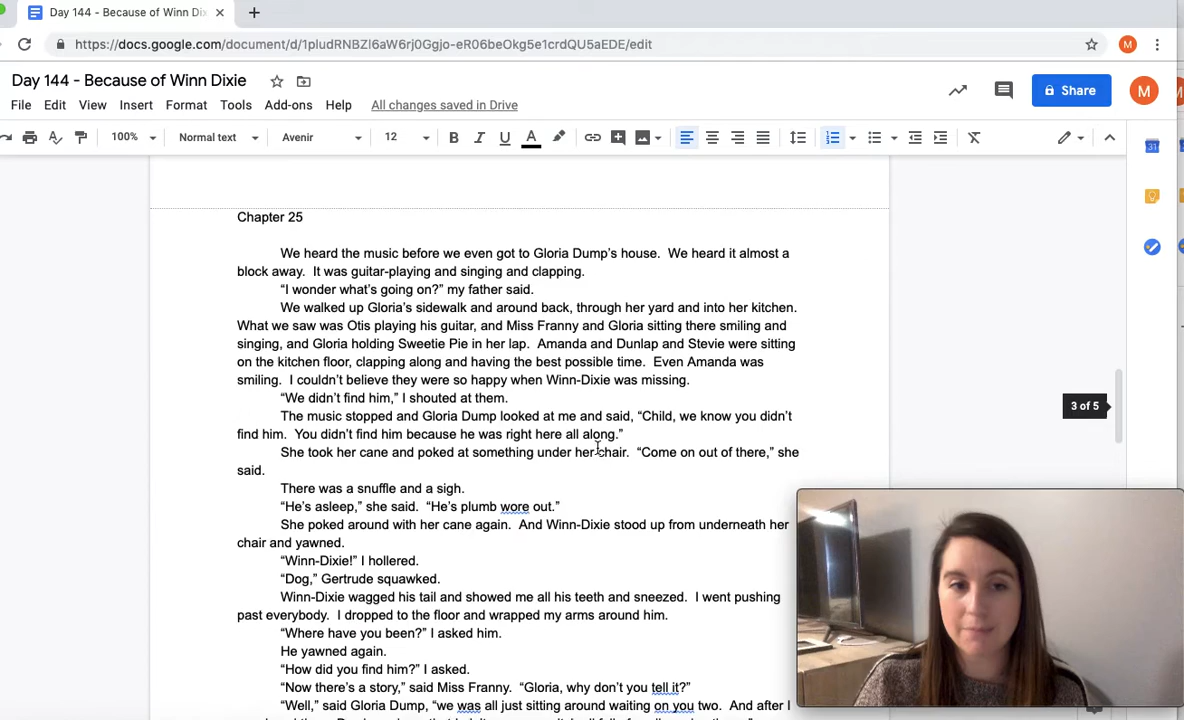 Day 144 - Because of Winn Dix
https://docs.google.com/document/d/1pludRNBZI6aW6rj0Ggjo-eR06beOkg5e1crdQU5aEDE/edit
M
Day 144 - Because of Winn Dixie
File Edit View Insert Format Tools Add-ons Help All changes saved in Drive
Share
M
100% Normal text Avenir 12 B I U A
31
Chapter 25
We heard the music before we even got to Gloria Dump's house.  We heard it almost a
block away.  It was guitar-playing and singing and clapping.
“I wonder what's going on?” my father said.
We walked up Gloria's sidewalk and around back, through her yard and into her kitchen.
What we saw was Otis playing his guitar, and Miss Franny and Gloria sitting there smiling and
singing, and Gloria holding Sweetie Pie in her lap.  Amanda and Dunlap and Stevie were sitting
on the kitchen floor, clapping along and having the best possible time.  Even Amanda was
smiling.  I couldn't believe they were so happy when Winn-Dixie was missing.
“We didn't find him,” I shouted at them.
The music stopped and Gloria Dump looked at me and said, “Child, we know you didn't
find him.  You didn't find him because he was right here all along.”
3 of 5
She took her cane and poked at something under her chair.  “Come on out of there,” she
said.
There was a snuffle and a sigh.
“He's asleep,” she said.  “He's plumb wore out.”
She poked around with her cane again.  And Winn-Dixie stood up from underneath her
chair and yawned.
“Winn-Dixie!” I hollered.
“Dog,” Gertrude squawked.
Winn-Dixie wagged his tail and showed me all his teeth and sneezed.  I went pushing
past everybody.  I dropped to the floor and wrapped my arms around him.
“Where have you been?” I asked him.
He yawned again.
“How did you find him?” I asked.
“Now there's a story,” said Miss Franny.  “Gloria, why don't you tell it?”
“Well,” said Gloria Dump, “we was all just sitting around waiting on you two.  And after I